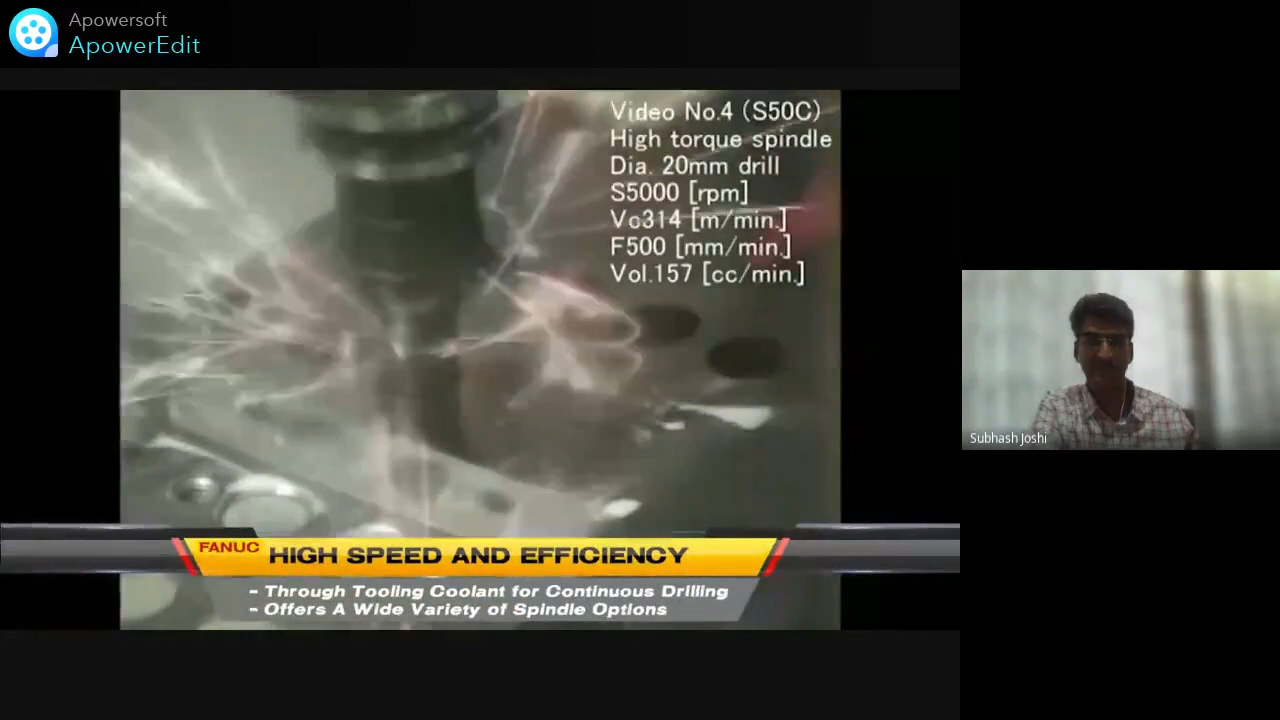 Apowersoft
ApowerEdit
Video No.4 (S50C)
High torque spindle
Dia. 20mm drill
S5000 [rpm]
Vc314 [m/min.]
F500 [mm/min.]
Vol.157 [cc/min.]
Subhash Joshi
FANUC HIGH SPEED AND EFFICIENCY
- Through Tooling Coolant for Continuous Drilling
- Offers A Wide Variety of Spindle Options